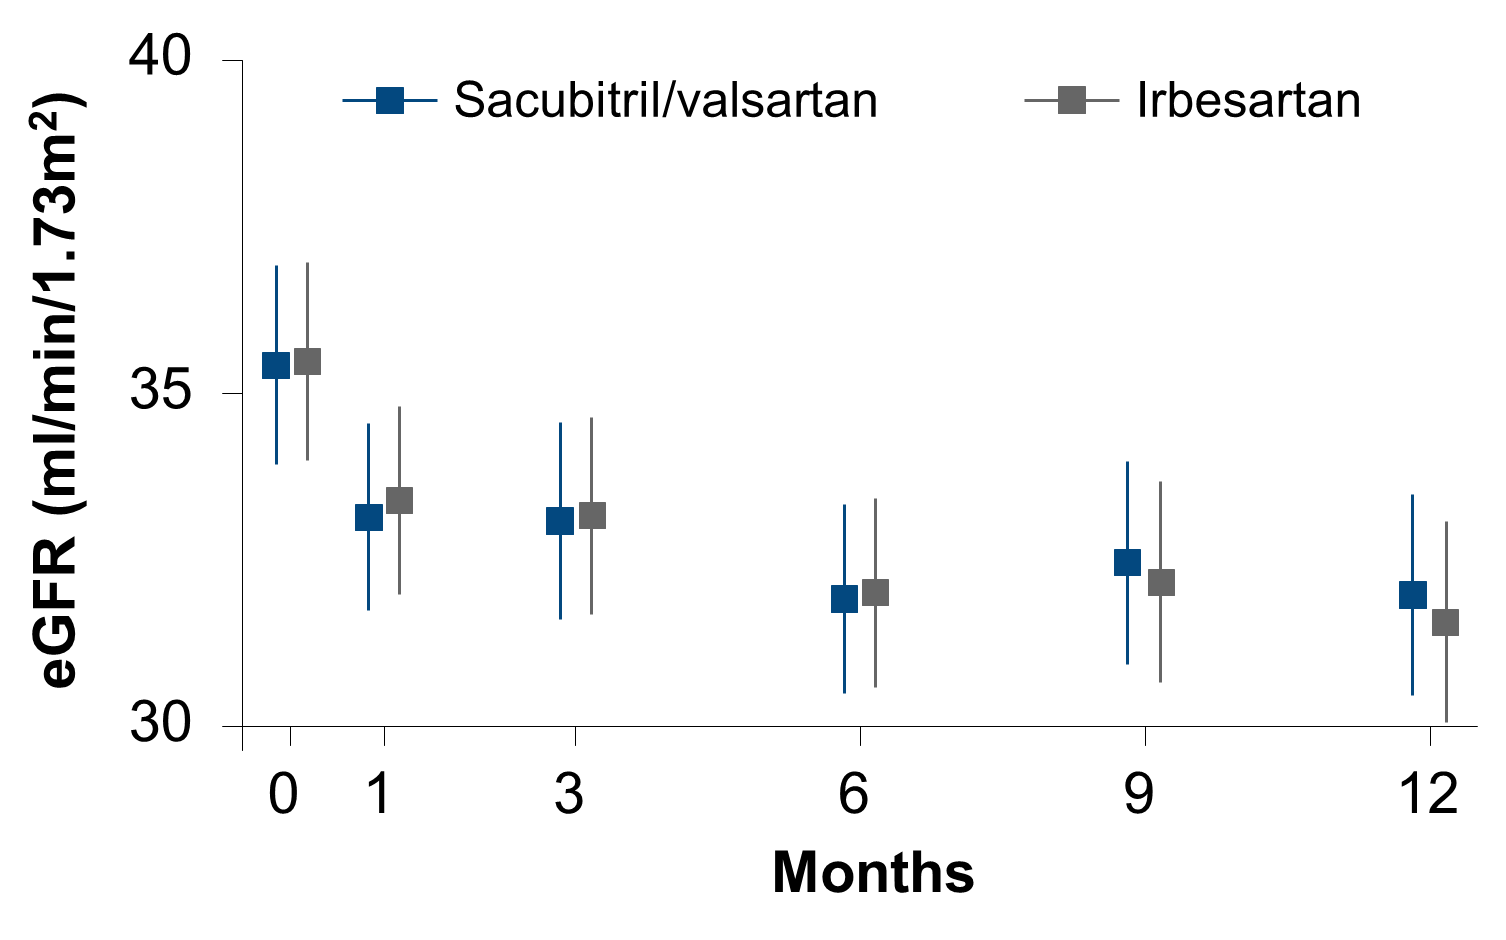 eGFR (ml/min/1.73m²)
40
35
30
Sacubitril/valsartan
Irbesartan
0 1 3 6 9 12
Months